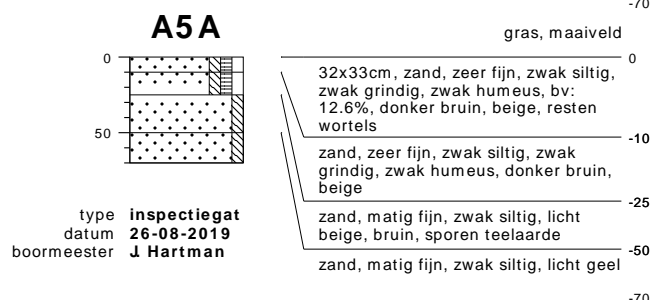 -70
A5A
gras, maaiveld
0
0
32x33cm, zand, zeer fijn, zwak siltig,
zwak grindig, zwak humeus, bv:
12.6%, donker bruin, beige, resten
wortels
-10
zand, zeer fijn, zwak siltig, zwak
grindig, zwak humeus, donker bruin,
beige
50
-25
zand, matig fijn, zwak siltig, licht
beige, bruin, sporen teelaarde
-50
zand, matig fijn, zwak siltig, licht geel
-70
type inspectiegat
datum 26-08-2019
boormeester J. Hartman